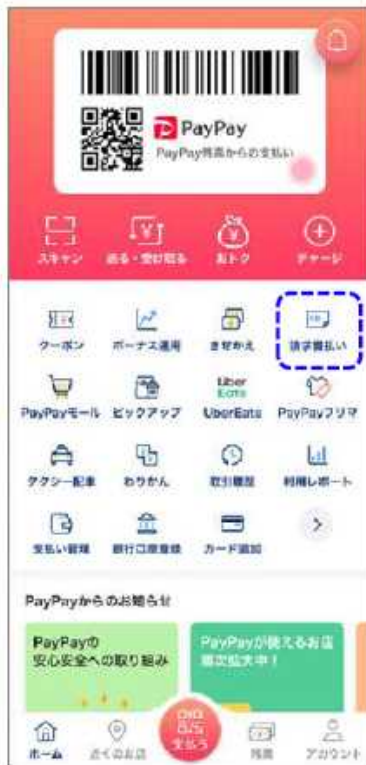 PayPay
PayPay残高からの支払い
スキャン
送る・受け取る
おトク
チャージ
クーポン
ボーナス運用
きせかえ
請求書払い
PayPayモール
ピックアップ
Uber Eats
UberEats
PayPayフリマ
タクシー配車
わりかん
取引履歴
利用レポート
支払い管理
銀行口座登録
カード追加
PayPayからのお知らせ
PayPayの
安心安全への取り組み
PayPayが使えるお店
順次拡大中！
ホーム
近くのお店
支払う
残高
アカウント